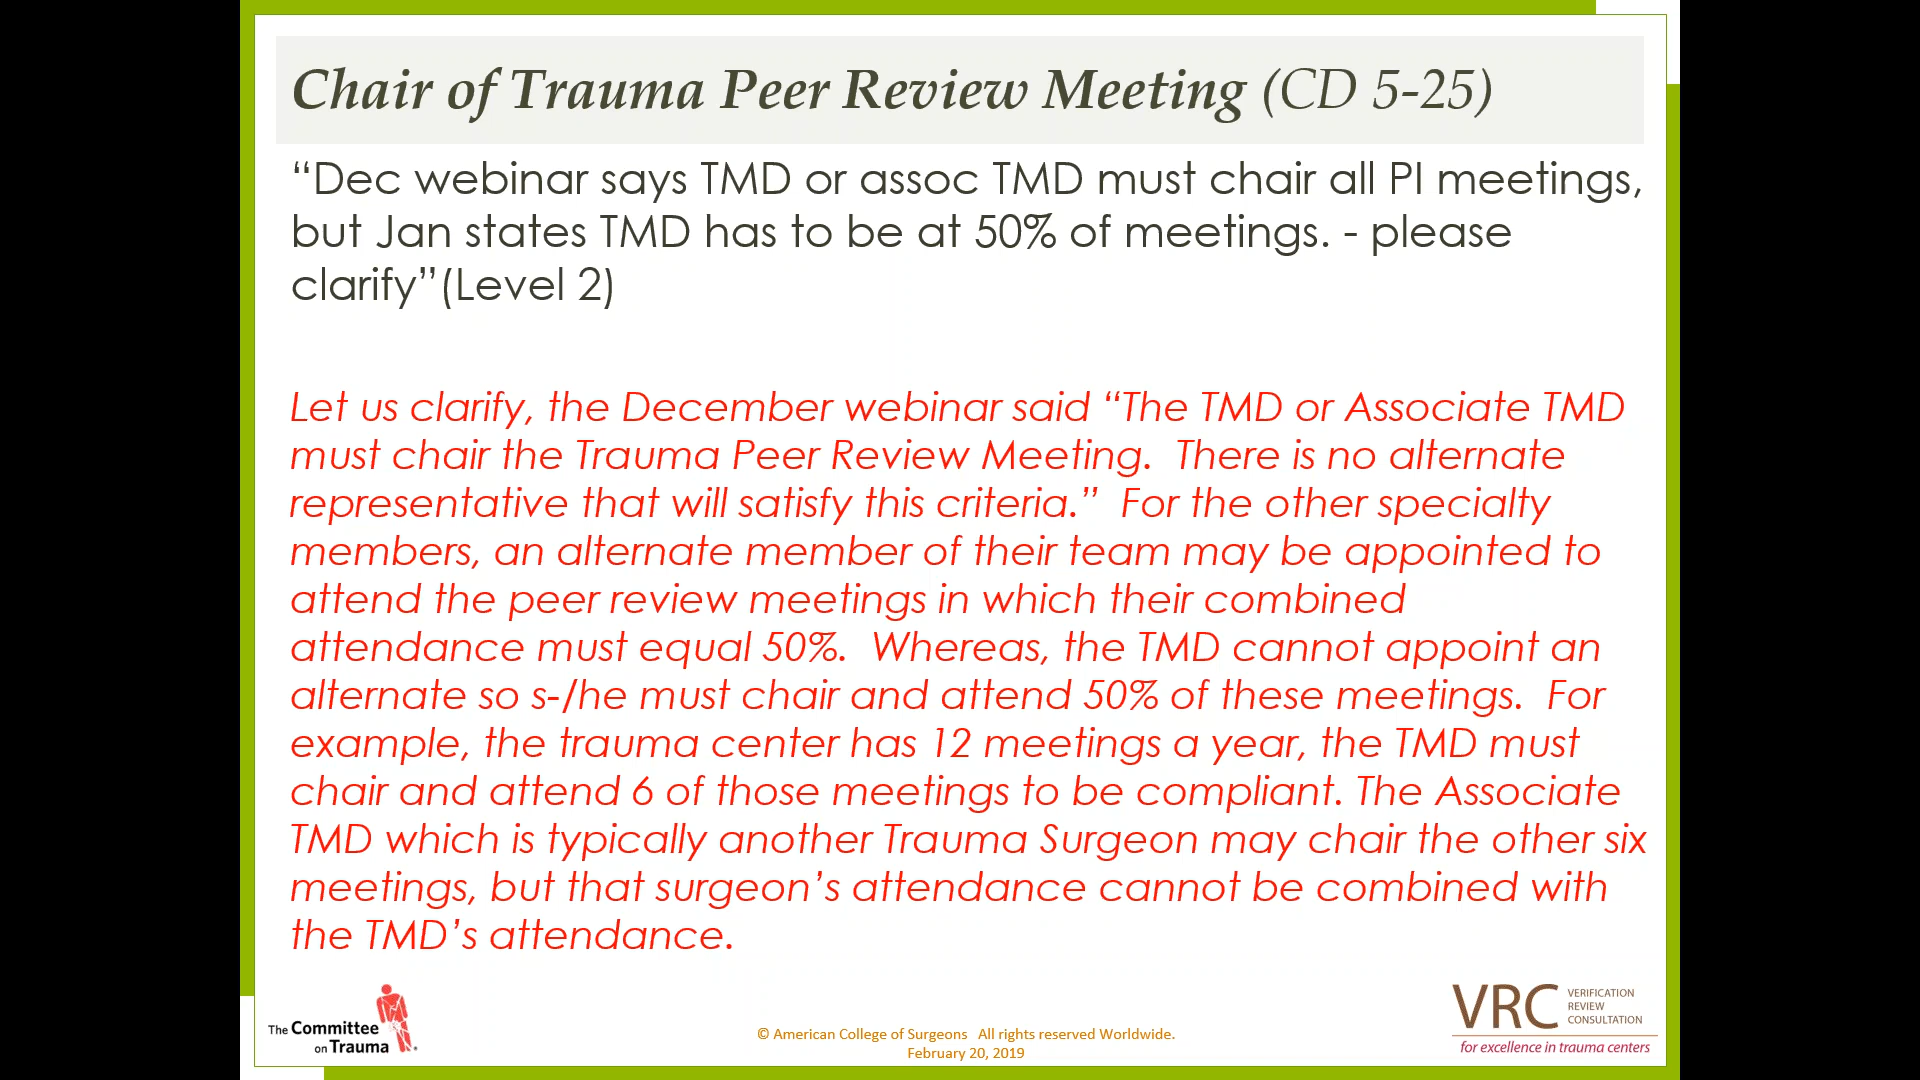 Chair of Trauma Peer Review Meeting (CD 5-25)
“Dec webinar says TMD or assoc TMD must chair all PI meetings,
but Jan states TMD has to be at 50% of meetings. - please
clarify”(Level 2)
Let us clarify, the December webinar said “The TMD or Associate TMD
must chair the Trauma Peer Review Meeting.  There is no alternate
representative that will satisfy this criteria.”  For the other specialty
members, an alternate member of their team may be appointed to
attend the peer review meetings in which their combined
attendance must equal 50%.  Whereas, the TMD cannot appoint an
alternate so s-/he must chair and attend 50% of these meetings.  For
example, the trauma center has 12 meetings a year, the TMD must
chair and attend 6 of those meetings to be compliant. The Associate
TMD which is typically another Trauma Surgeon may chair the other six
meetings, but that surgeon’s attendance cannot be combined with
the TMD’s attendance.
The Committee
on Trauma
© American College of Surgeons   All rights reserved Worldwide.
February 20, 2019
VRC VERIFICATION
REVIEW
CONSULTATION
for excellence in trauma centers